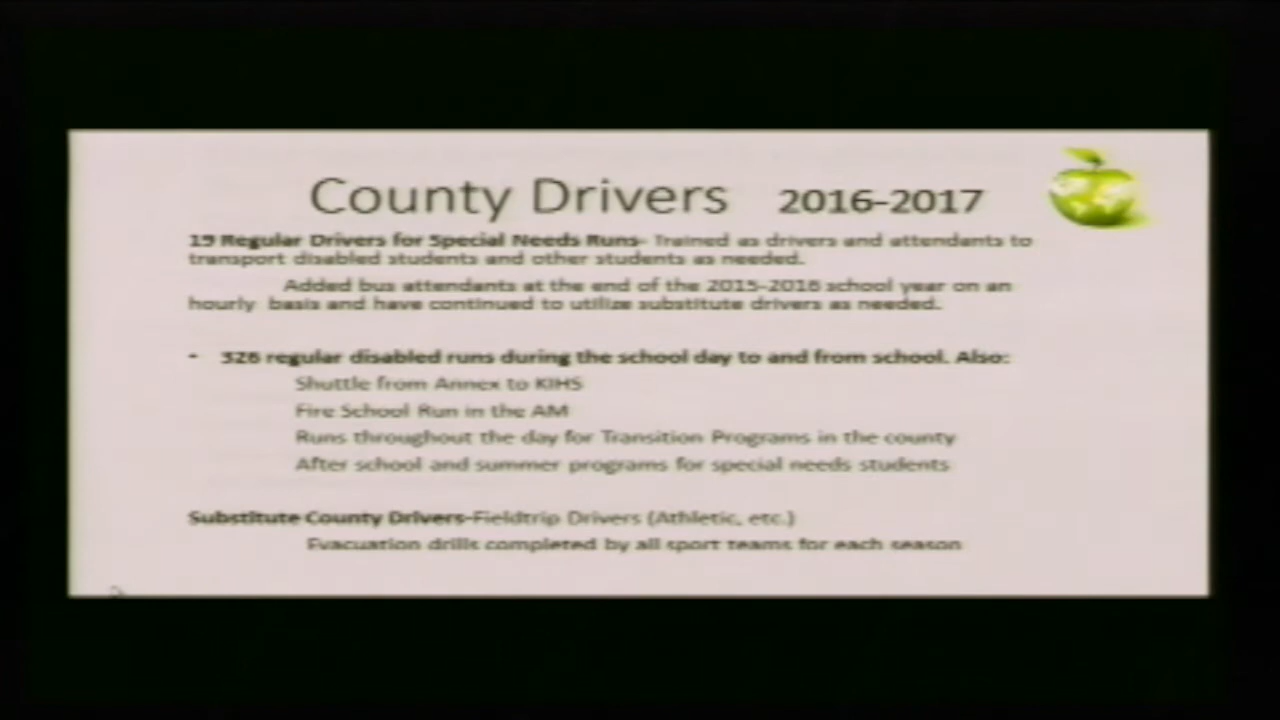 County Drivers 2016-2017
19 Regular Drivers for Special Needs Runs- Trained as drivers and attendants to
transport disabled students and other students as needed.
Added bus attendants at the end of the 2015-2016 school year on an
hourly basis and have continued to utilize substitute drivers as needed.
• 326 regular disabled runs during the school day to and from school. Also:
Shuttle from Annex to KIHS
Fire School Run in the AM
Runs throughout the day for Transition Programs in the county
After school and summer programs for special needs students
Substitute County Drivers-Fieldtrip Drivers (Athletic, etc.)
Evacuation drills completed by all sport teams for each season